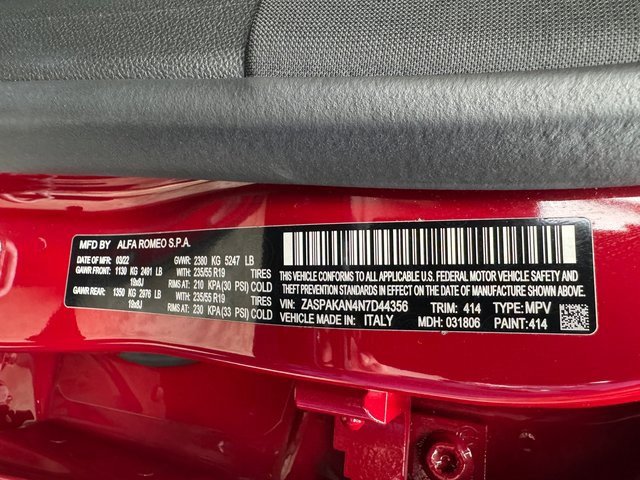 MFD BY ALFA ROMEO S.P.A.
DATE OF MFR: 03/22 GVWR: 2380 KG 5247 LB
GAWR FRONT: 1130 KG 2491 LB WITH 235/55 R19 TIRES
18x8J RIMS AT: 210 KPA (30 PSI) COLD
GAWR REAR: 1350 KG 2976 LB WITH 235/55 R19 TIRES
18x8J RIMS AT: 230 KPA (33 PSI) COLD
THIS VEHICLE CONFORMS TO ALL APPLICABLE U.S. FEDERAL MOTOR VEHICLE SAFETY AND
THEFT PREVENTION STANDARDS IN EFFECT ON THE DATE OF MANUFACTURE SHOWN ABOVE.
VIN: ZASPAKAN4N7D44356 TRIM: 414 TYPE: MPV
VEHICLE MADE IN: ITALY MDH: 031806 PAINT: 414